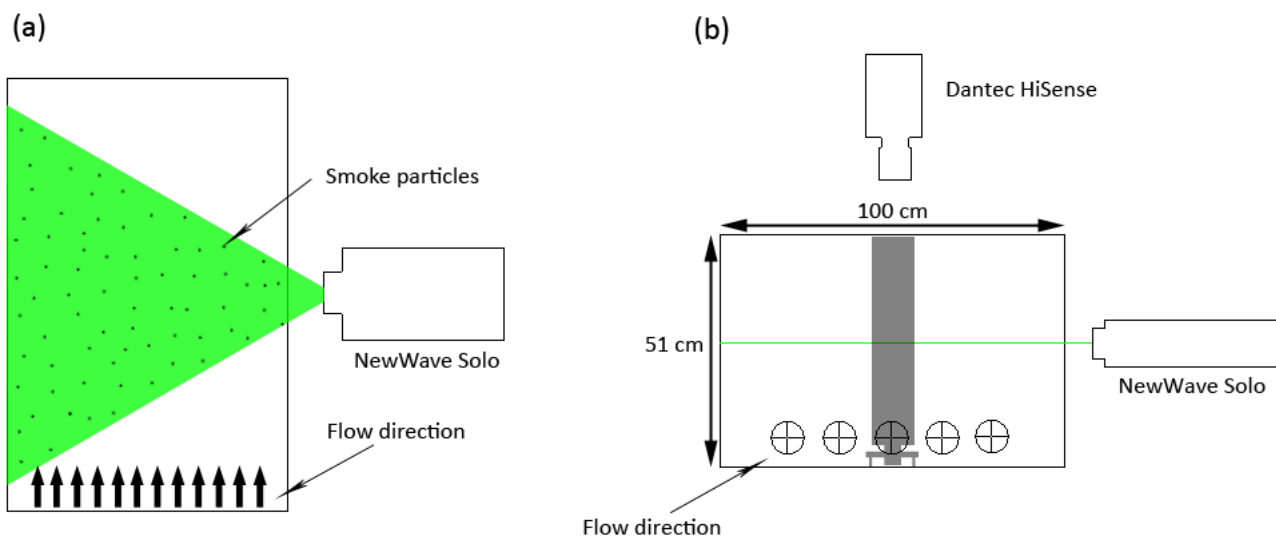 (a)
(b)
Dantec HiSense
Smoke particles
100 cm
51 cm
NewWave Solo
NewWave Solo
Flow direction
Flow direction